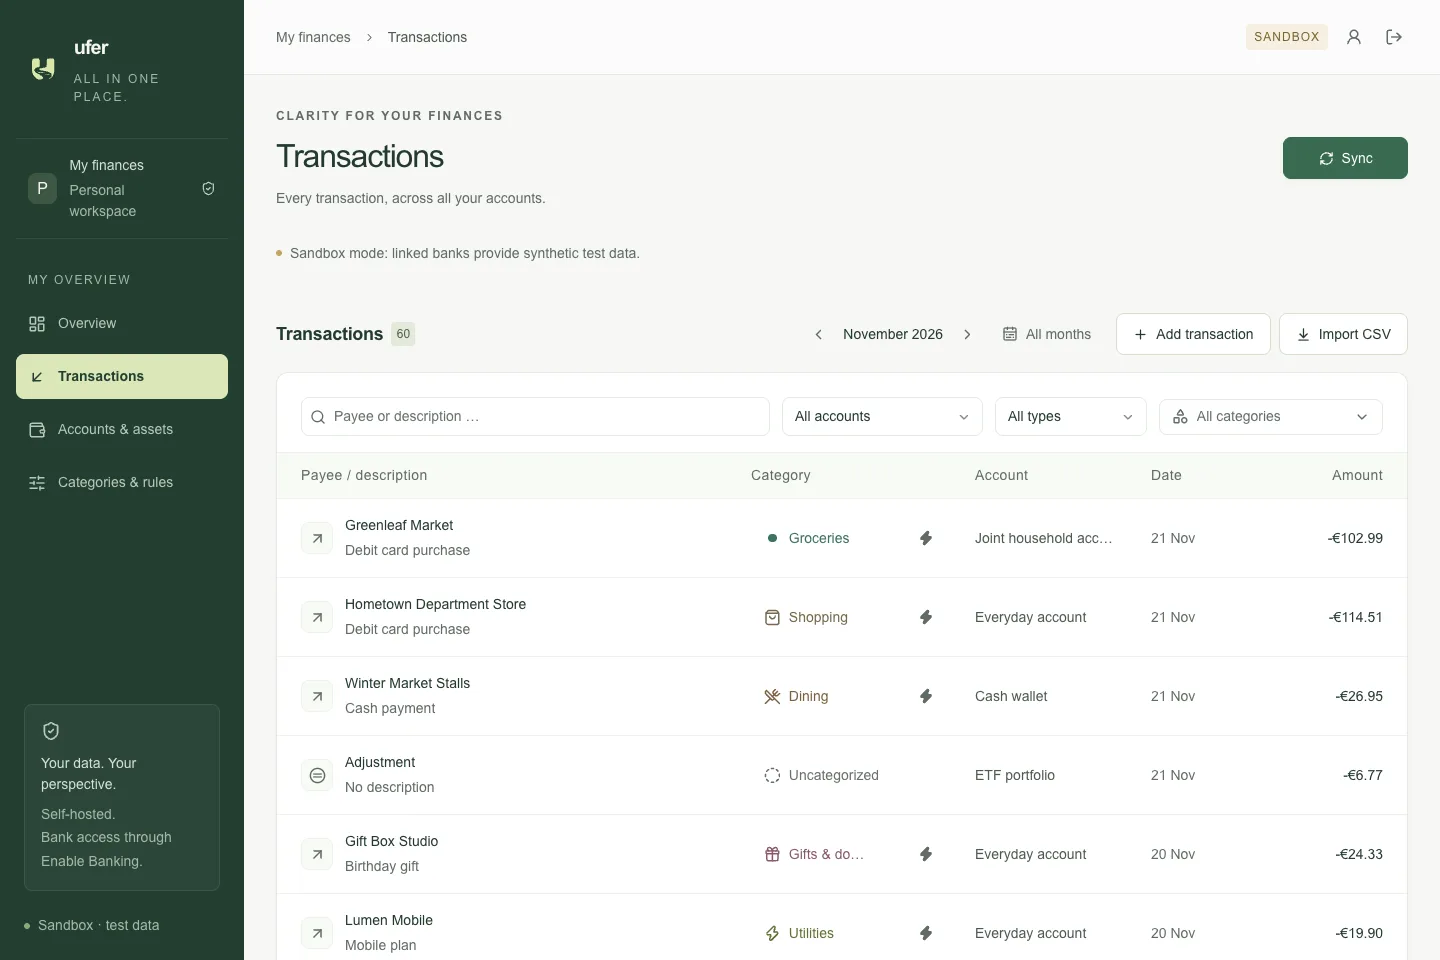 ufer
ALL IN ONE
PLACE.
P
My finances
Personal
workspace
MY OVERVIEW
Overview
Transactions
Accounts & assets
Categories & rules
Your data. Your
perspective.
Self-hosted.
Bank access through
Enable Banking.
Sandbox · test data
My finances > Transactions
SANDBOX
CLARITY FOR YOUR FINANCES
Transactions
Sync
Every transaction, across all your accounts.
Sandbox mode: linked banks provide synthetic test data.
Transactions 60
November 2026
All months
Add transaction
Import CSV
Payee or description …
All accounts
All types
All categories
Payee / description Category Account Date Amount
Greenleaf Market
Debit card purchase
Groceries Joint household acc… 21 Nov -€102.99
Hometown Department Store
Debit card purchase
Shopping Everyday account 21 Nov -€114.51
Winter Market Stalls
Cash payment
Dining Cash wallet 21 Nov -€26.95
Adjustment
No description
Uncategorized ETF portfolio 21 Nov -€6.77
Gift Box Studio
Birthday gift
Gifts & do… Everyday account 20 Nov -€24.33
Lumen Mobile
Mobile plan
Utilities Everyday account 20 Nov -€19.90